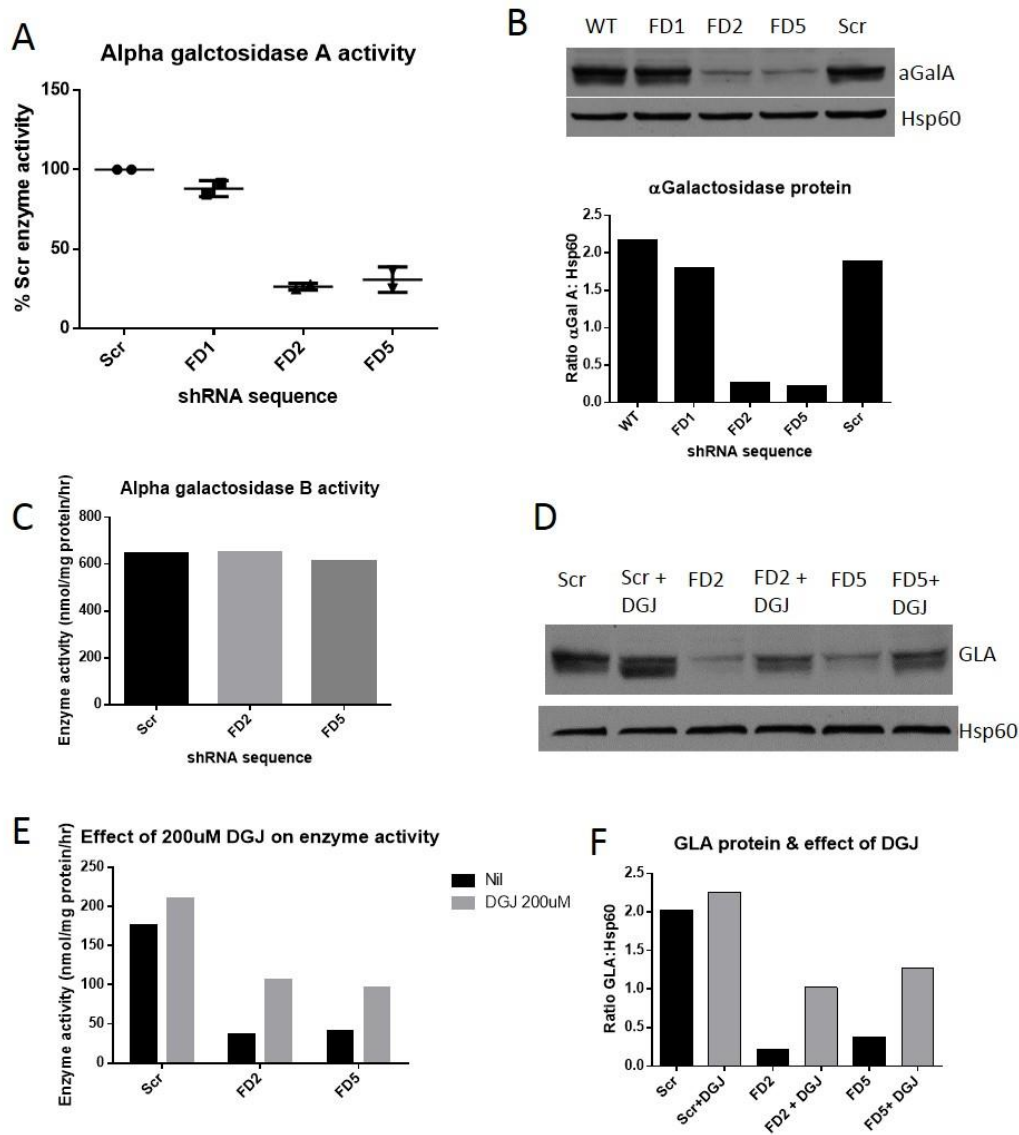 A
Alpha galctosidase A activity
% Scr enzyme activity
150
100
50
0
Scr
FD1
FD2
FD5
shRNA sequence
B
WT FD1 FD2 FD5 Scr
aGalA
Hsp60
αGalactosidase protein
Ratio αGal A: Hsp60
2.5
2.0
1.5
1.0
0.5
0.0
WT
FD1
FD2
FD5
Scr
shRNA sequence
C
Alpha galactosidase B activity
Enzyme activity (nmol/mg protein/hr)
800
600
400
200
0
Scr
FD2
FD5
shRNA sequence
D
Scr
Scr +
DGJ
FD2
FD2 +
DGJ
FD5
FD5+
DGJ
GLA
Hsp60
E
Effect of 200uM DGJ on enzyme activity
Enzyme activity (nmol/mg protein/hr)
250
200
150
100
50
0
Scr
FD2
FD5
Nil
DGJ 200uM
F
GLA protein & effect of DGJ
Ratio GLA:Hsp60
2.5
2.0
1.5
1.0
0.5
0.0
Scr
Scr+DGJ
FD2
FD2 + DGJ
FD5
FD5+ DGJ